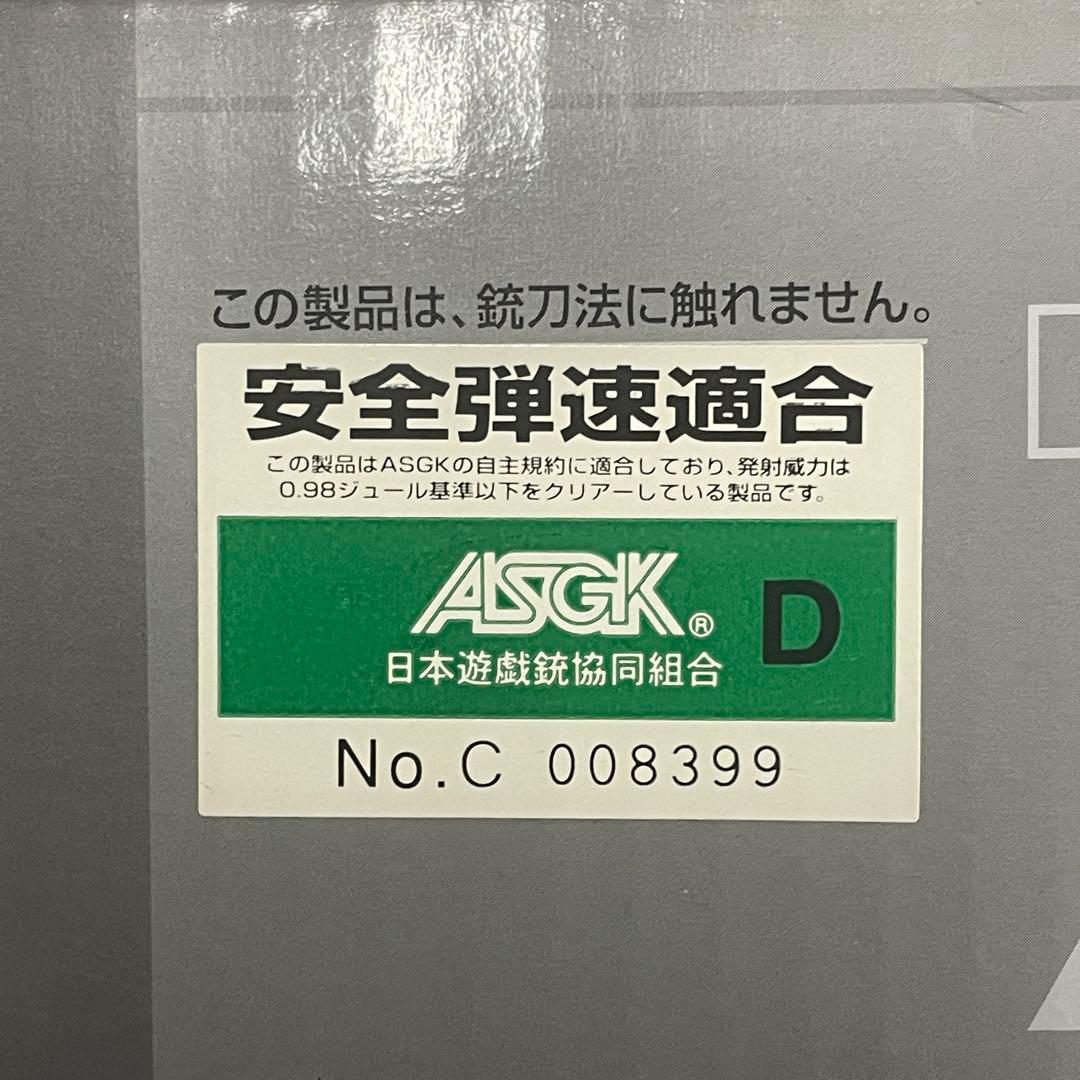 この製品は、銃刀法に触れません。
安全弾速適合
この製品はASGKの自主規約に適合しており、発射威力は
0.98ジュール基準以下をクリアーしている製品です。
ASGK® D
日本遊戯銃協同組合
No.C 008399